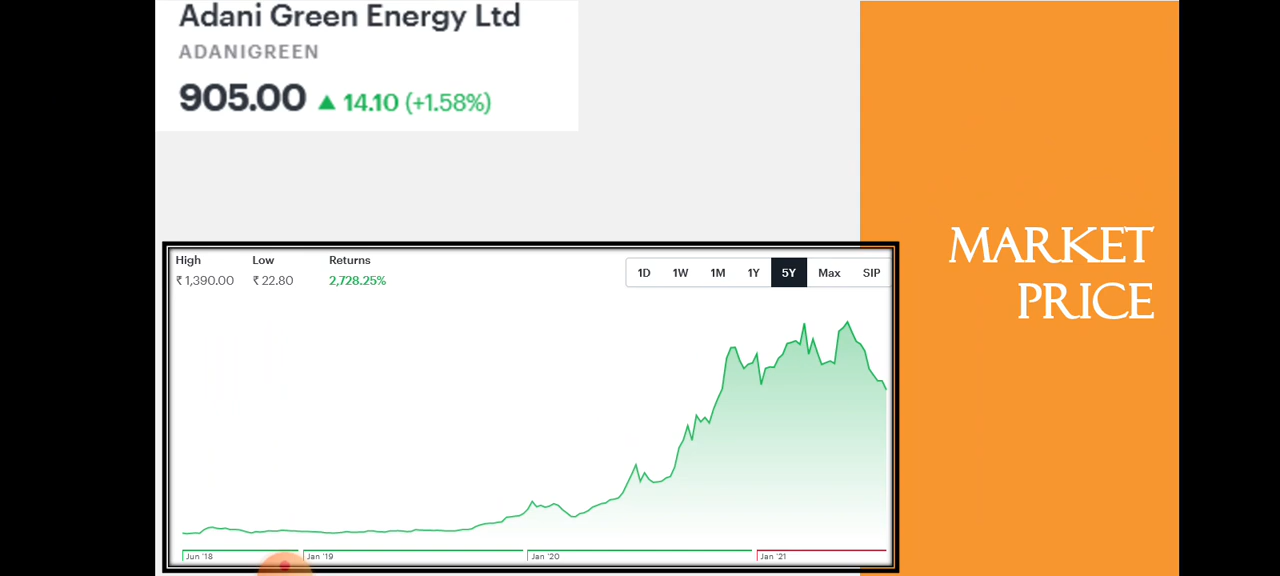 Adani Green Energy Ltd
ADANIGREEN
905.00 ▲ 14.10 (+1.58%)
MARKET
PRICE
High Low Returns
₹ 1,390.00 ₹ 22.80 2,728.25%
1D 1W 1M 1Y 5Y Max SIP
Jun '18 Jan '19 Jan '20 Jan '21